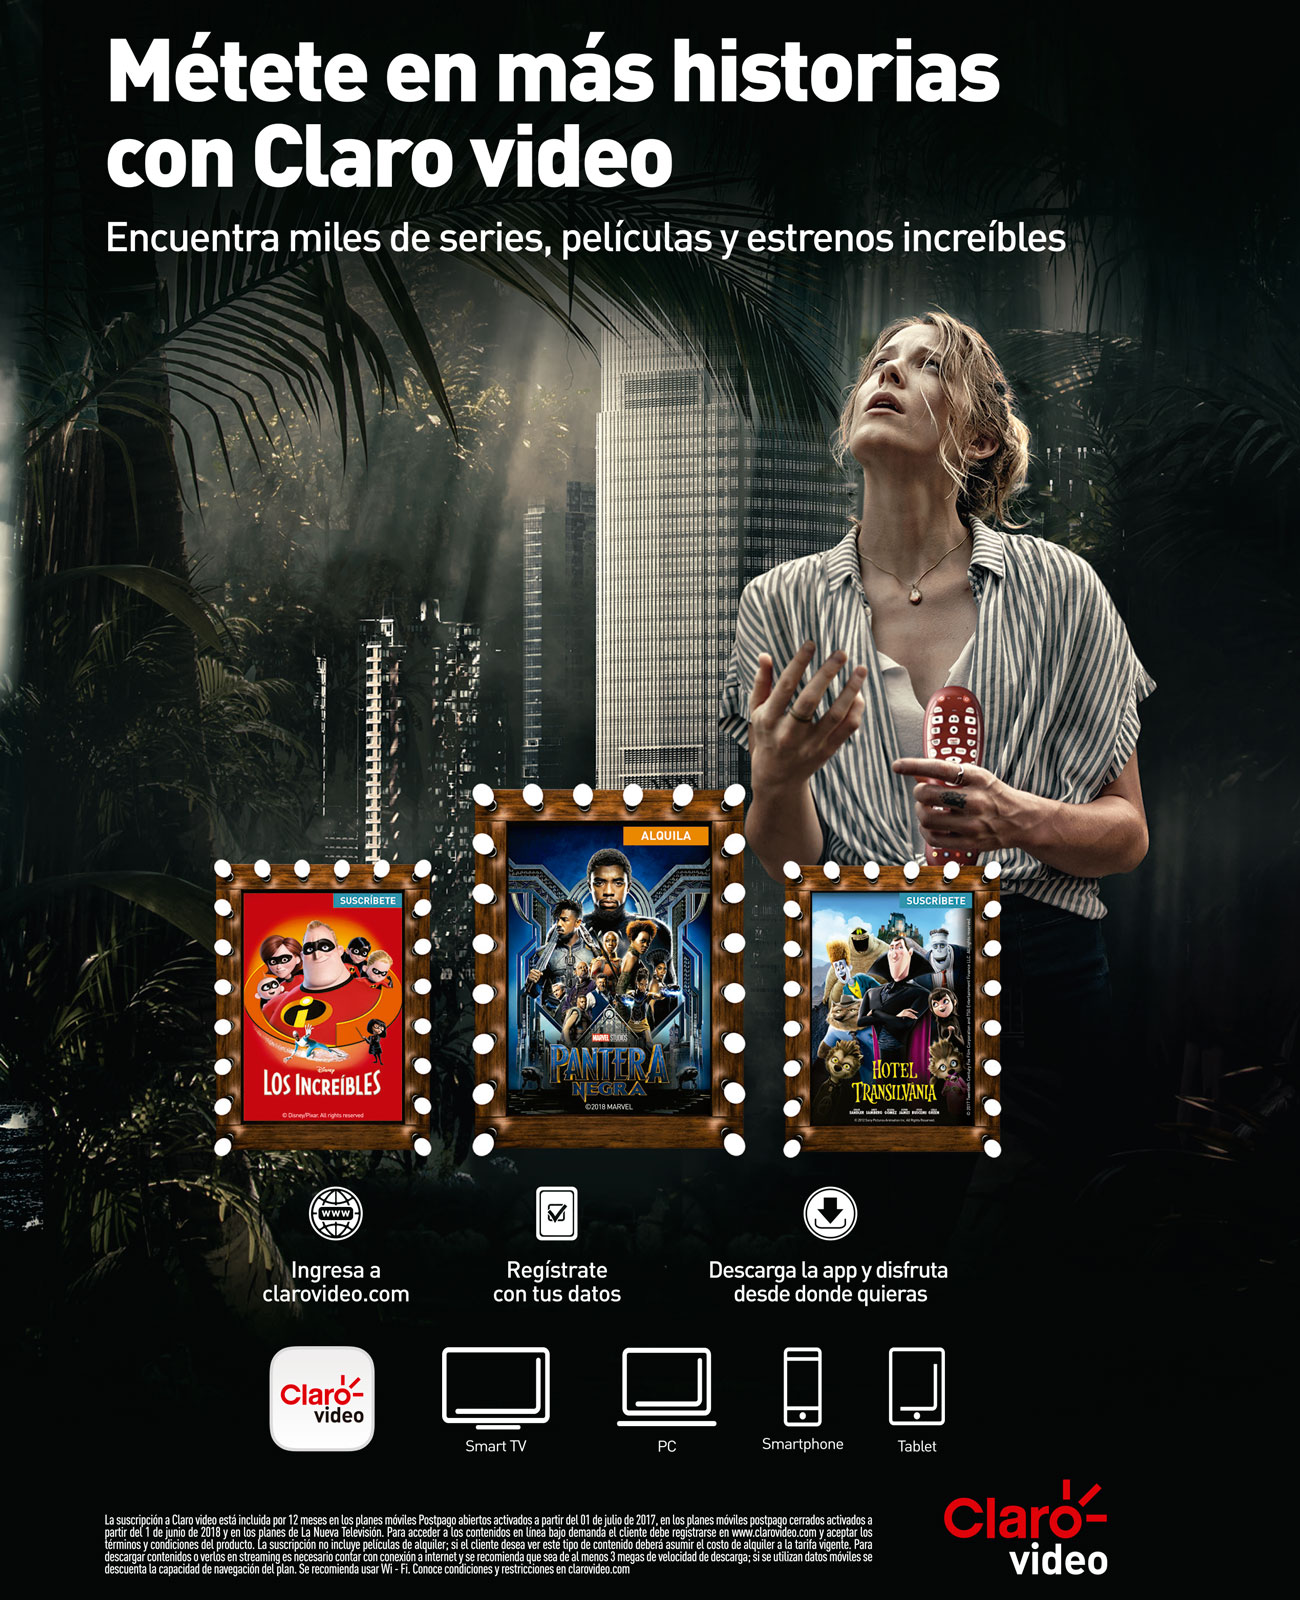 Métete en más historias
con Claro video
Encuentra miles de series, películas y estrenos increíbles
ALQUILA
SUSCRÍBETE
SUSCRÍBETE
MARVEL STUDIOS
PANTERA
NEGRA
©2018 MARVEL
Disney
LOS INCREÍBLES
© Disney/Pixar. All rights reserved
HOTEL
TRANSILVANIA
Ingresa a
clarovideo.com
WWW
Regístrate
con tus datos
Descarga la app y disfruta
desde donde quieras
Claro
video
Smart TV
PC
Smartphone
Tablet
La suscripción a Claro video está incluida por 12 meses en los planes móviles Postpago abiertos activados a partir del 01 de julio de 2017, en los planes móviles postpago cerrados activados a
partir del 1 de junio de 2018 y en los planes de La Nueva Televisión. Para acceder a los contenidos en línea bajo demanda el cliente debe registrarse en www.clarovideo.com y aceptar los
términos y condiciones del producto. La suscripción no incluye películas de alquiler; si el cliente desea ver este tipo de contenido deberá asumir el costo de alquiler a la tarifa vigente. Para
descargar contenidos o verlos en streaming es necesario contar con conexión a internet y se recomienda que sea de al menos 3 megas de velocidad de descarga; si se utilizan datos móviles se
descuenta la capacidad de navegación del plan. Se recomienda usar Wi - Fi. Conoce condiciones y restricciones en clarovideo.com
Claro
video